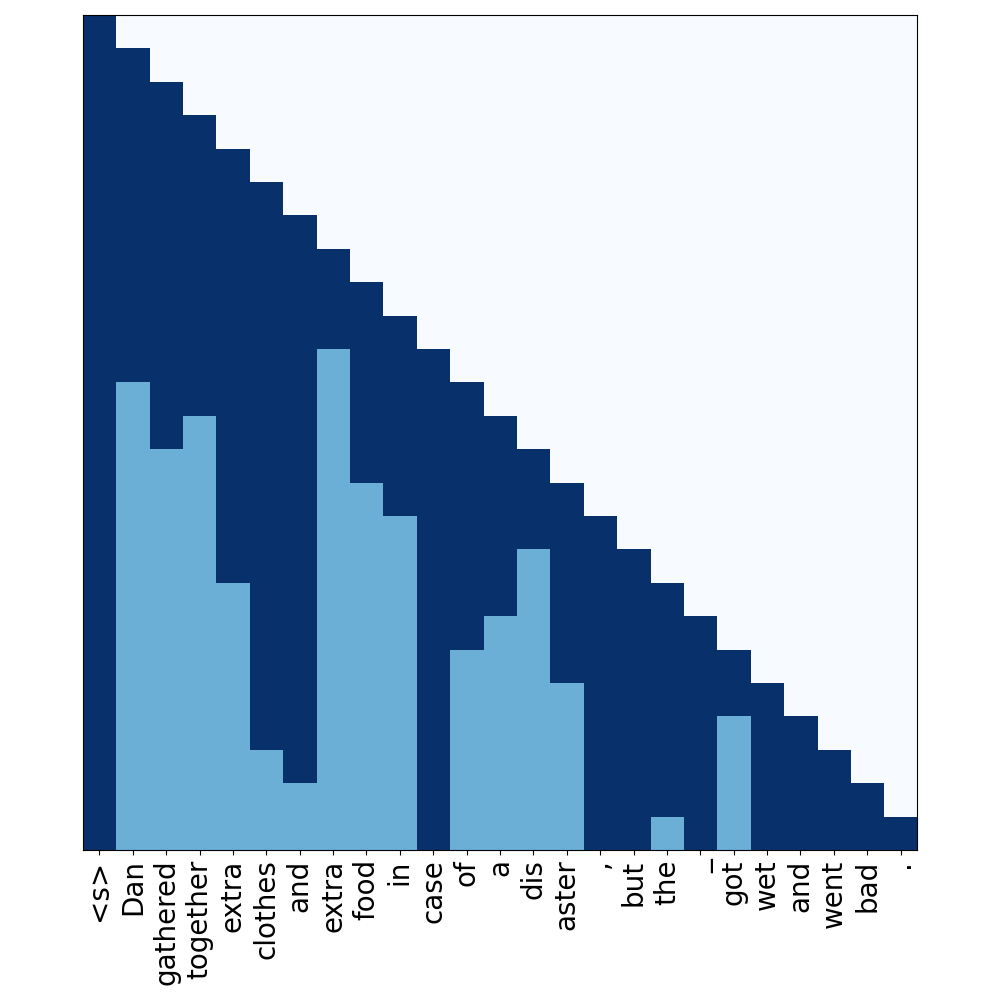 <s>
Dan
gathered
together
extra
clothes
and
extra
food
in
case
of
a
dis
aster
,
but
the
_
got
wet
and
went
bad
.